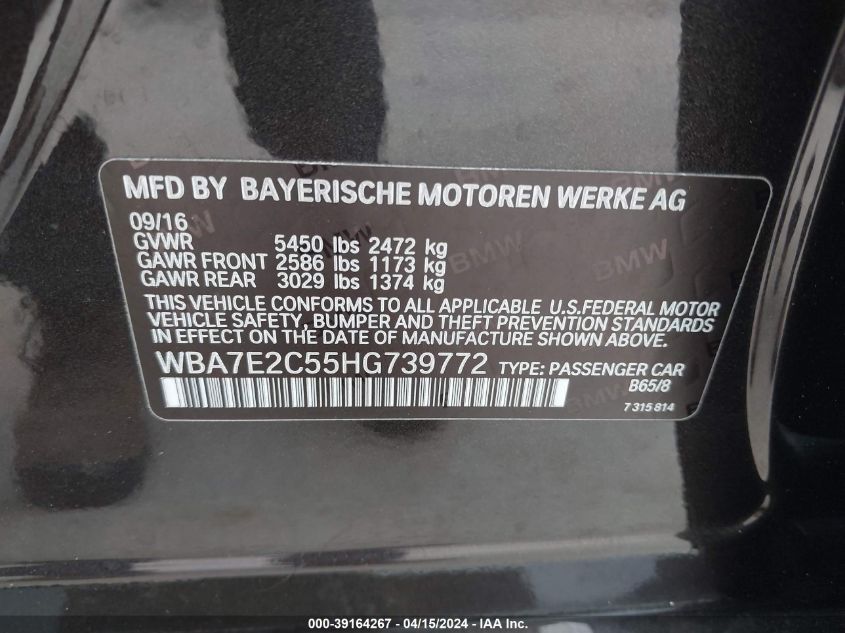 MFD BY BAYERISCHE MOTOREN WERKE AG
09/16
GVWR 5450 lbs 2472 kg
GAWR FRONT 2586 lbs 1173 kg
GAWR REAR 3029 lbs 1374 kg
THIS VEHICLE CONFORMS TO ALL APPLICABLE U.S.FEDERAL MOTOR
VEHICLE SAFETY, BUMPER AND THEFT PREVENTION STANDARDS
IN EFFECT ON THE DATE OF MANUFACTURE SHOWN ABOVE.
WBA7E2C55HG739772 TYPE: PASSENGER CAR
B65/8
7 315 814
BMW
BMW
000-39164267 - 04/15/2024 - IAA Inc.